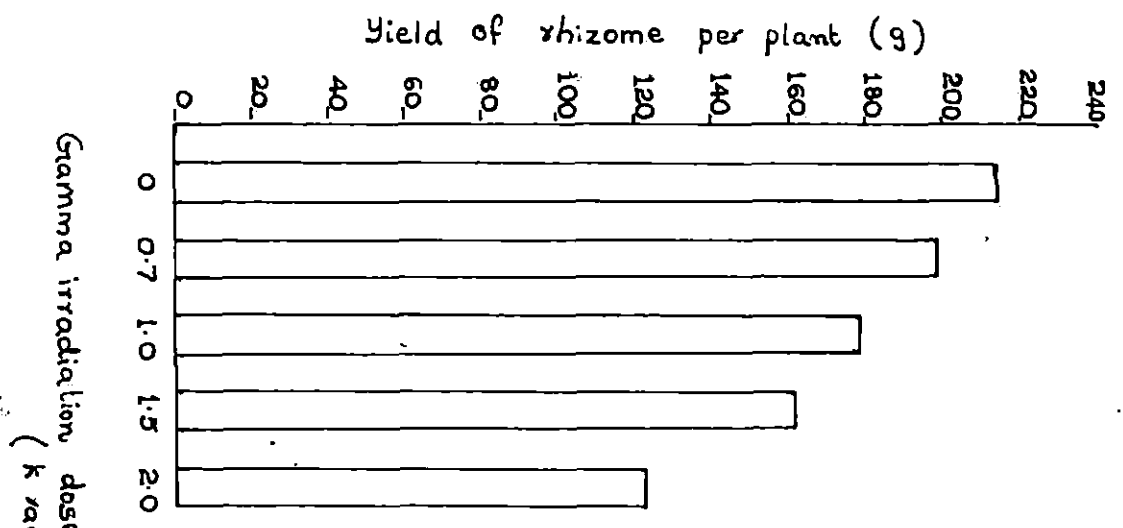 Yield of rhizome per plant (g)
0 20 40 60 80 100 120 140 160 180 200 220 240
0 0.7 1.0 1.5 2.0
Gamma irradiation
(k